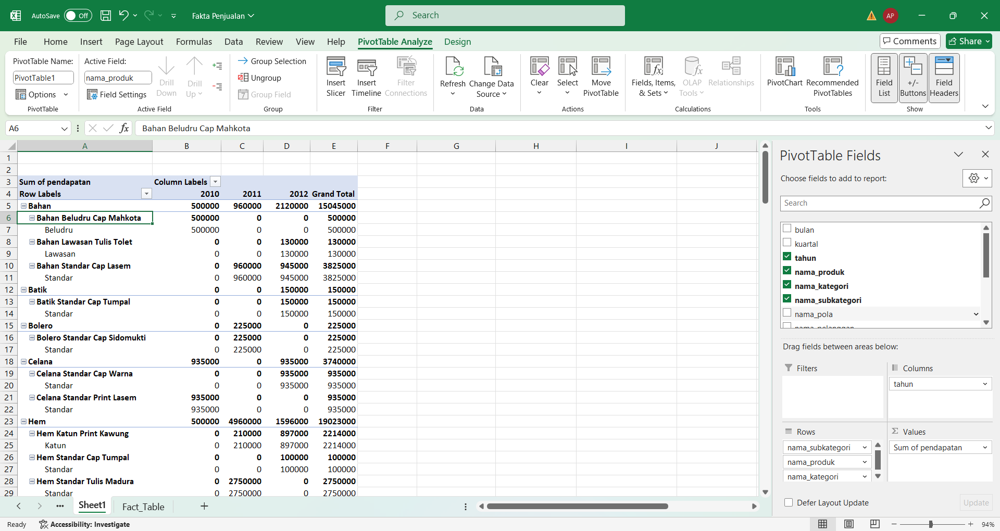 AutoSave Off Fakta Penjualan Search AP
File Home Insert Page Layout Formulas Data Review View Help PivotTable Analyze Design Comments Share
PivotTable Name:
PivotTable1
Options
PivotTable
Active Field:
nama_produk
Field Settings
Drill Down
Drill Up
Active Field
Group Selection
Ungroup
Group Field
Group
Insert Slicer
Insert Timeline
Filter Connections
Filter
Refresh
Change Data Source
Data
Clear
Select
Move PivotTable
Actions
Fields, Items, & Sets
OLAP Tools
Relationships
Calculations
PivotChart
Recommended PivotTables
Tools
Field List
+/- Buttons
Field Headers
Show
A6 fx Bahan Beludru Cap Mahkota
A B C D E F G H I J
1
2
3 Sum of pendapatan Column Labels
4 Row Labels 2010 2011 2012 Grand Total
5 Bahan 500000 960000 2120000 15045000
6 Bahan Beludru Cap Mahkota 500000 0 0 500000
7 Beludru 500000 0 0 500000
8 Bahan Lawasan Tulis Tolet 0 0 130000 130000
9 Lawasan 0 0 130000 130000
10 Bahan Standar Cap Lasem 0 960000 945000 3825000
11 Standar 0 960000 945000 3825000
12 Batik 0 0 150000 150000
13 Batik Standar Cap Tumpal 0 0 150000 150000
14 Standar 0 0 150000 150000
15 Bolero 0 225000 0 225000
16 Bolero Standar Cap Sidomukti 0 225000 0 225000
17 Standar 0 225000 0 225000
18 Celana 935000 0 935000 3740000
19 Celana Standar Cap Warna 0 0 935000 935000
20 Standar 0 0 935000 935000
21 Celana Standar Print Lasem 935000 0 0 935000
22 Standar 935000 0 0 935000
23 Hem 500000 4960000 1596000 19023000
24 Hem Katun Print Kawung 0 210000 897000 2214000
25 Katun 0 210000 897000 2214000
26 Hem Standar Cap Tumpal 0 0 100000 100000
27 Standar 0 0 100000 100000
28 Hem Standar Tulis Madura 0 2750000 0 2750000
29 Standar 0 2750000 0 2750000
PivotTable Fields
Choose fields to add to report:
Search
bulan
kuartal
tahun
nama_produk
nama_kategori
nama_subkategori
nama_pola
nama_pelanggan
Drag fields between areas below:
Filters
Columns
tahun
Rows
nama_subkategori
nama_produk
nama_kategori
Σ Values
Sum of pendapatan
Defer Layout Update Update
Sheet1 Fact_Table
Ready Accessibility: Investigate 94%